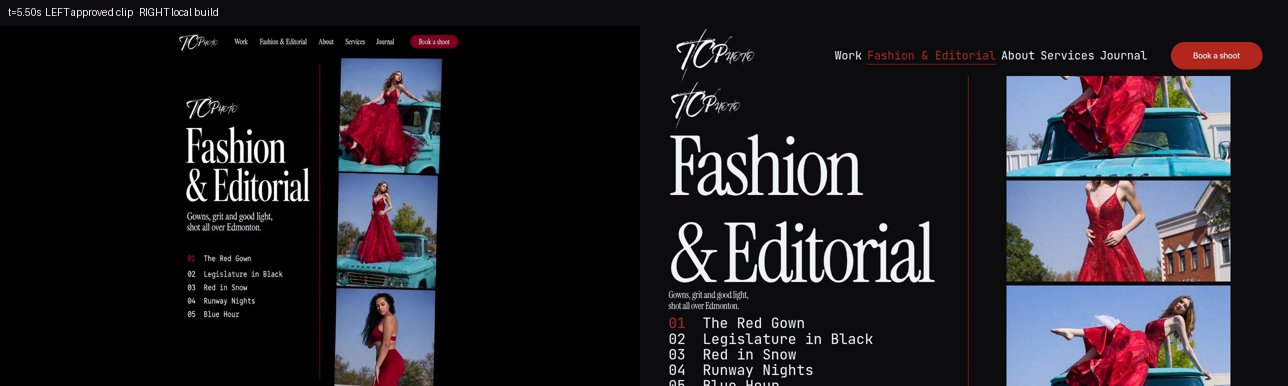 t=5.50s LEFT approved clip RIGHT local build
TCPHOTO Work Fashion & Editorial About Services Journal Book a shoot
TCPHOTO
Fashion
& Editorial
Gowns, grit and good light,
shot all over Edmonton.
01 The Red Gown
02 Legislature in Black
03 Red in Snow
04 Runway Nights
05 Blue Hour
TCPHOTO Work Fashion & Editorial About Services Journal Book a shoot
TCPHOTO
Fashion
& Editorial
Gowns, grit and good light,
shot all over Edmonton.
01 The Red Gown
02 Legislature in Black
03 Red in Snow
04 Runway Nights
05 Blue Hour